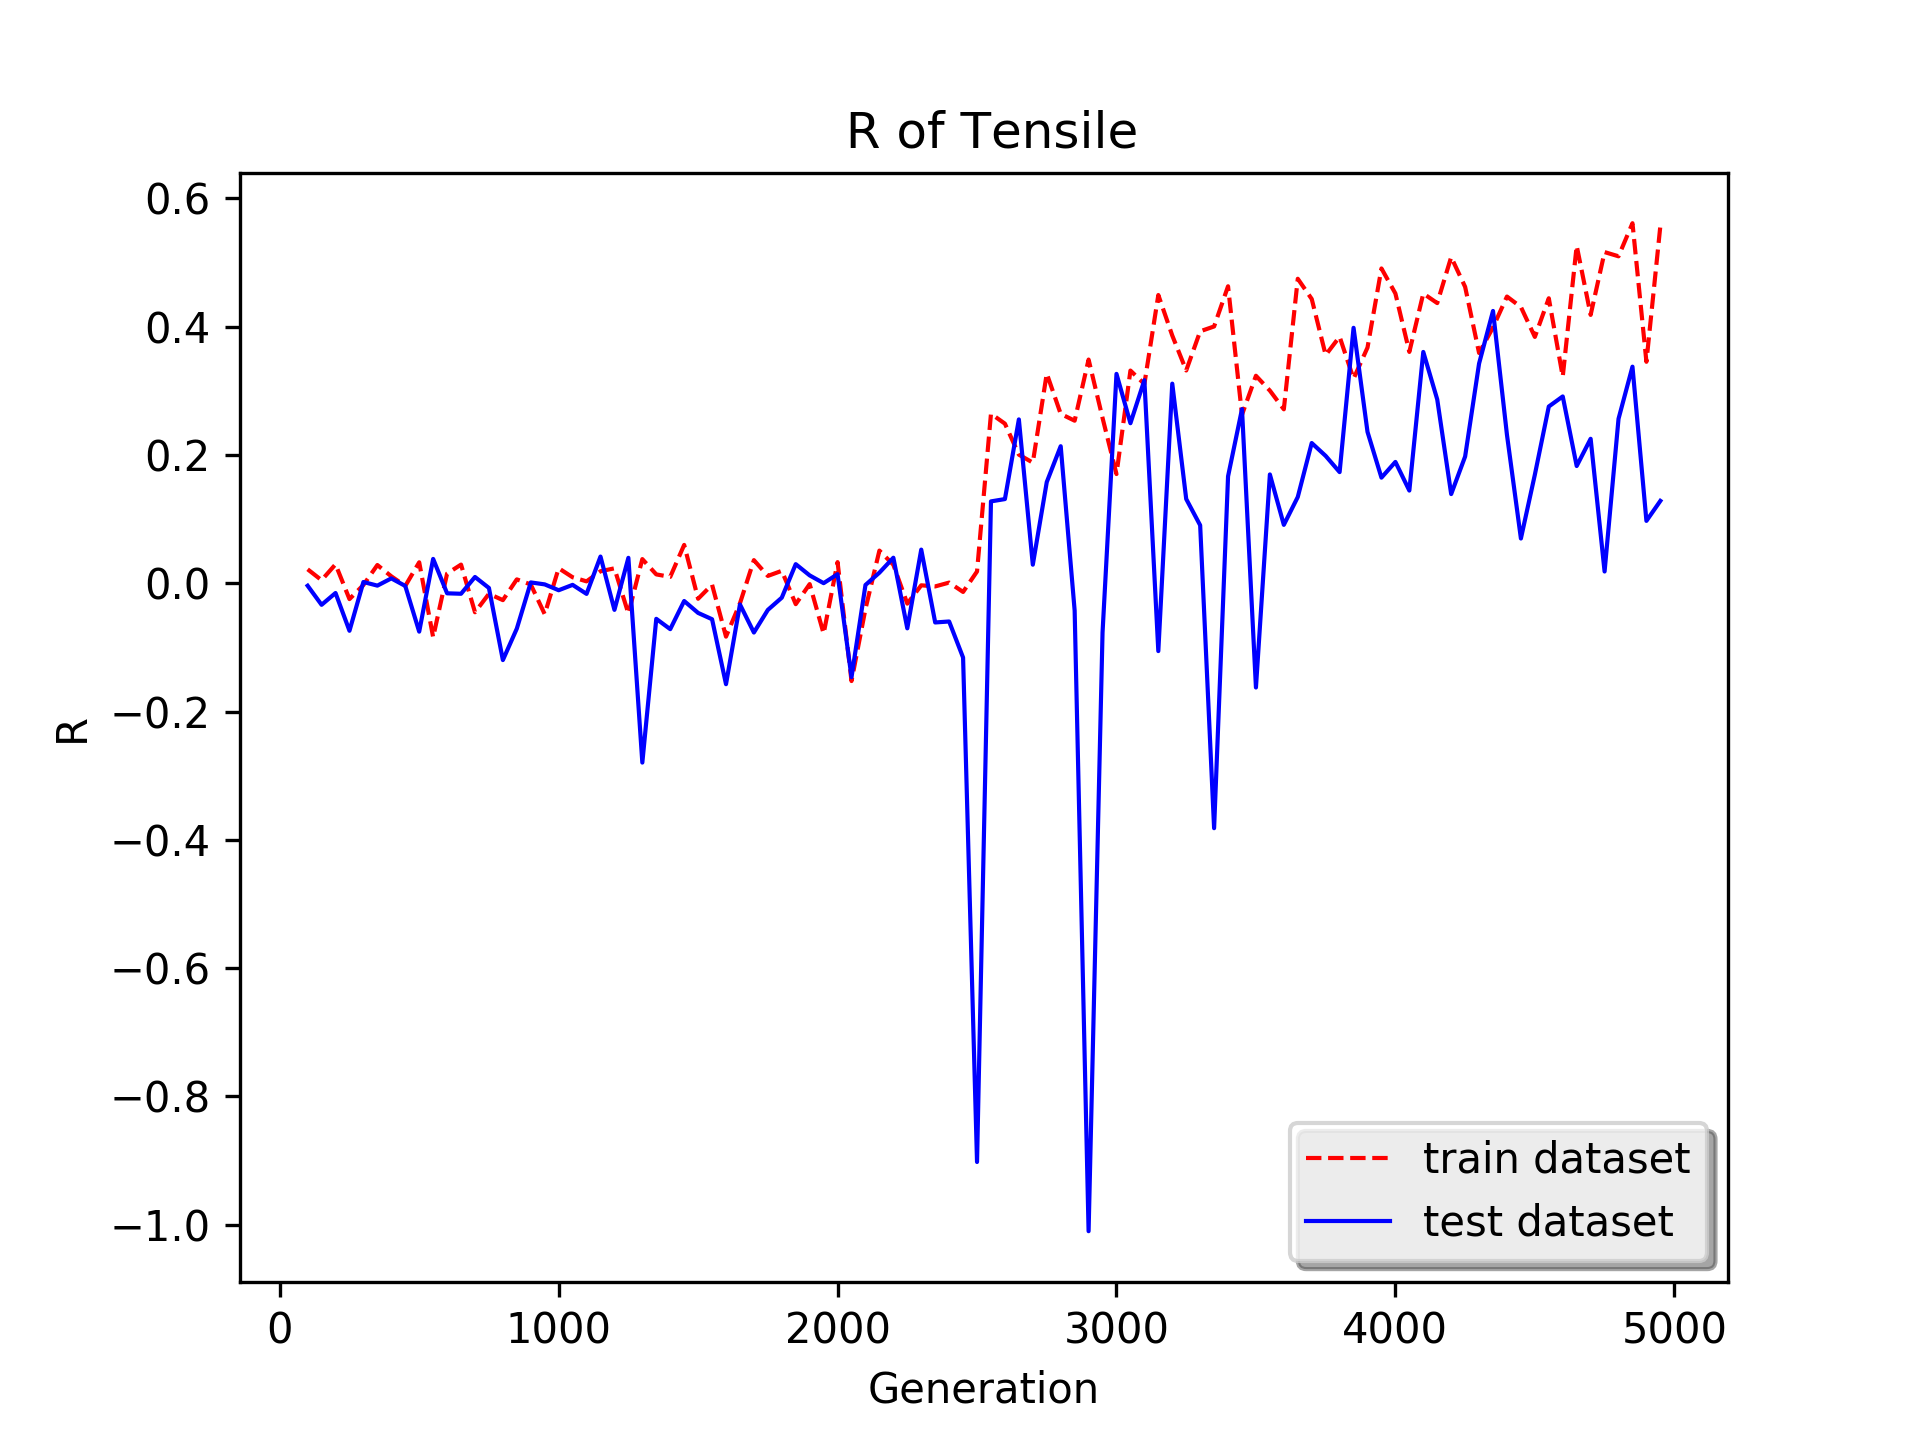 R of Tensile
0.6
0.4
0.2
0.0
−0.2
−0.4
−0.6
−0.8
−1.0
R
train dataset
test dataset
0 1000 2000 3000 4000 5000
Generation